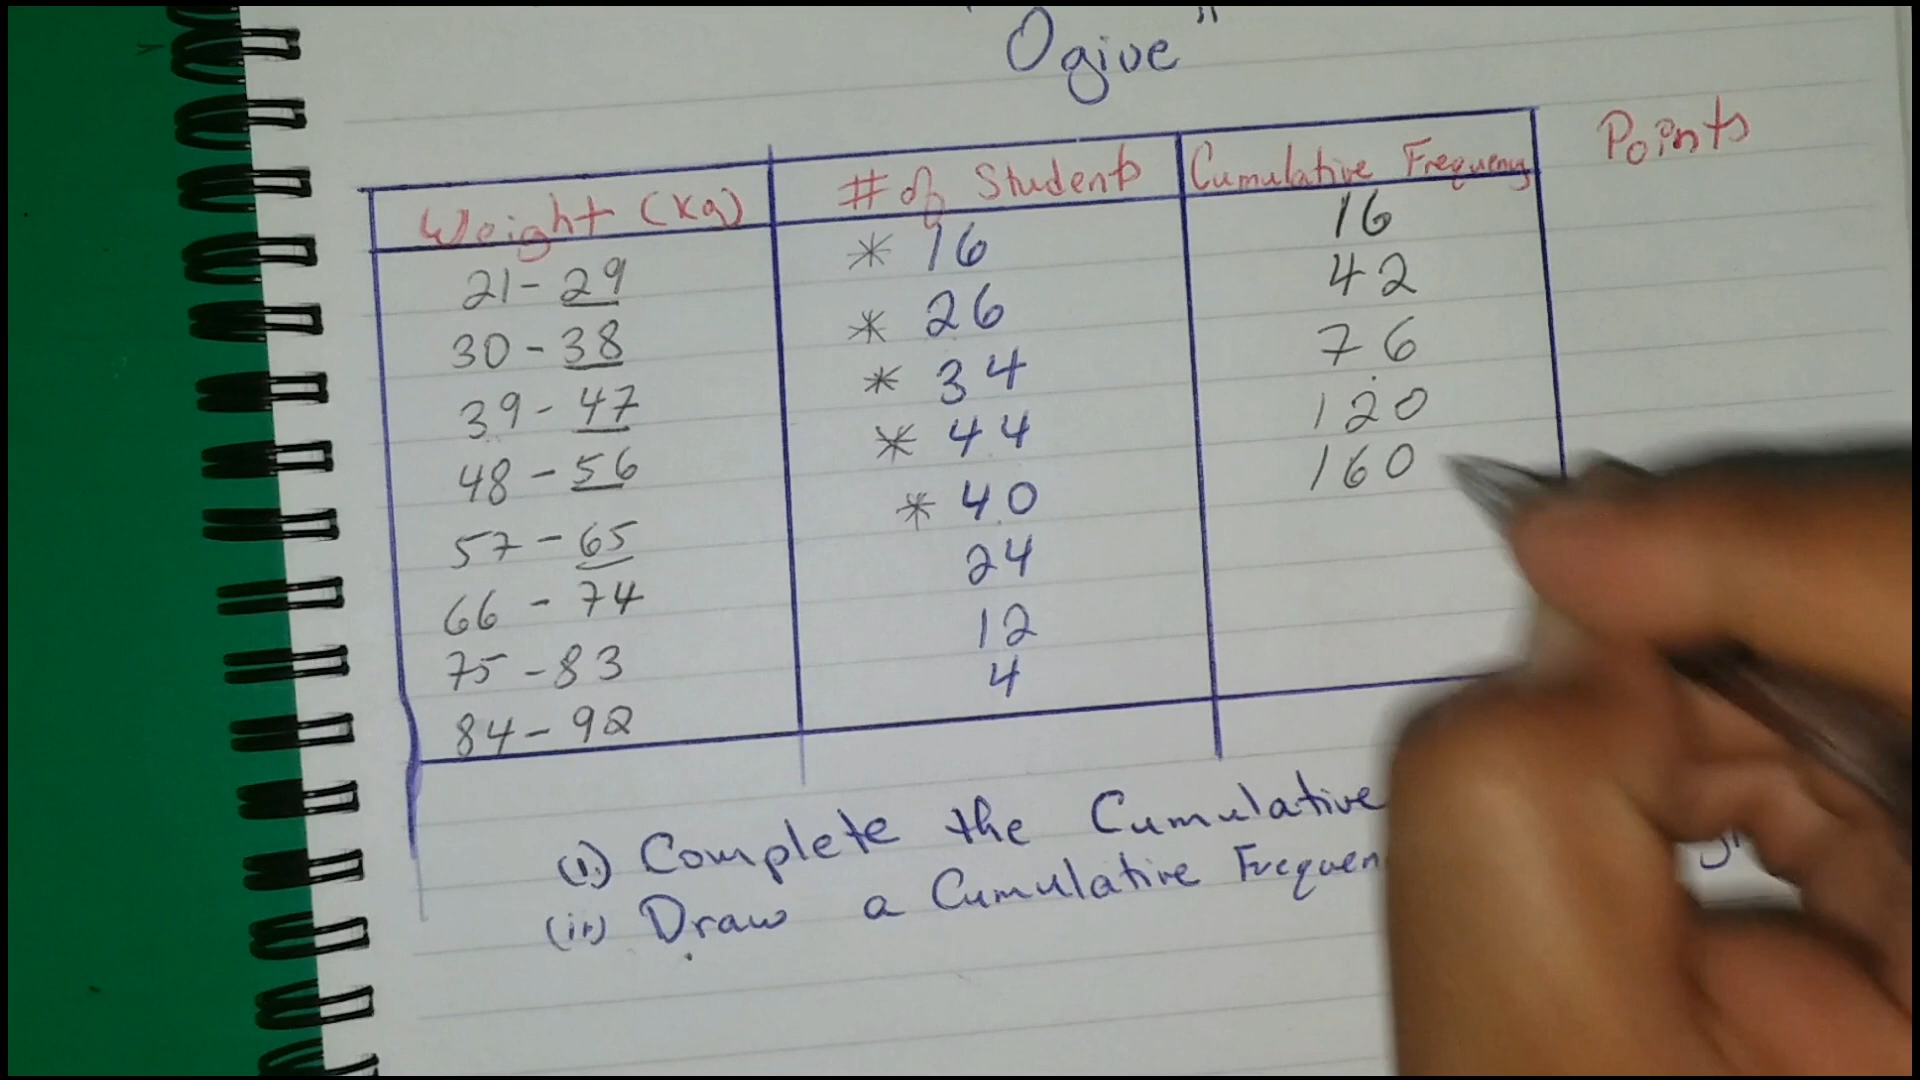 "Ogive"
Weight (Kg) # of Students Cumulative Frequency Points
21-29 * 16 16
30-38 * 26 42
39-47 * 34 76
48-56 * 44 120
57-65 * 40 160
66-74 24
75-83 12
84-92 4
(i) Complete the Cumulative
(ii) Draw a Cumulative Frequen